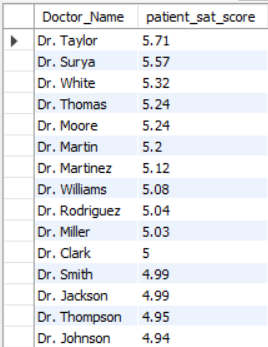 Doctor_Name patient_sat_score
Dr. Taylor 5.71
Dr. Surya 5.57
Dr. White 5.32
Dr. Thomas 5.24
Dr. Moore 5.24
Dr. Martin 5.2
Dr. Martinez 5.12
Dr. Williams 5.08
Dr. Rodriguez 5.04
Dr. Miller 5.03
Dr. Clark 5
Dr. Smith 4.99
Dr. Jackson 4.99
Dr. Thompson 4.95
Dr. Johnson 4.94